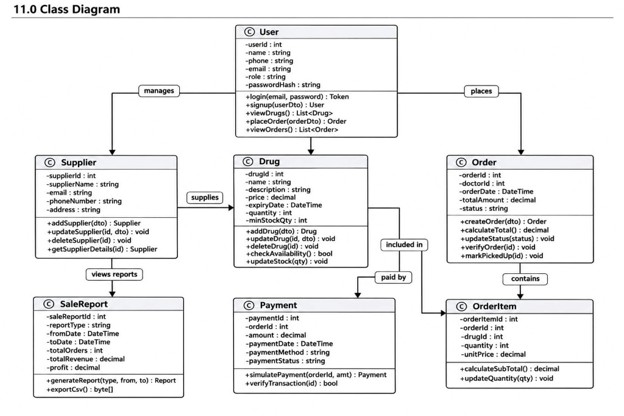 11.0 Class Diagram
C User
-userId : int
-name : string
-phone : string
-email : string
-role : string
-passwordHash : string
+login(email, password) : Token
+signup(userDto) : User
+viewDrugs() : List<Drug>
+placeOrder(orderDto) : Order
+viewOrders() : List<Order>
manages
places
C Supplier
-supplierId : int
-supplierName : string
-email : string
-phoneNumber : string
-address : string
+addSupplier(dto) : Supplier
+updateSupplier(id, dto) : void
+deleteSupplier(id) : void
+getSupplierDetails(id) : Supplier
supplies
C Drug
-drugId : int
-name : string
-description : string
-price : decimal
-expiryDate : DateTime
-quantity : int
-minStockQty : int
+addDrug(dto) : Drug
+updateDrug(id, dto) : void
+deleteDrug(id) : void
+checkAvailability() : bool
+updateStock(qty) : void
C Order
-orderId : int
-doctorId : int
-orderDate : DateTime
-totalAmount : decimal
-status : string
+createOrder(dto) : Order
+calculateTotal() : decimal
+updateStatus(status) : void
+verifyOrder(id) : void
+markPickedUp(id) : void
included in
views reports
paid by
contains
C SaleReport
-saleReportId : int
-reportType : string
-fromDate : DateTime
-toDate : DateTime
-totalOrders : int
-totalRevenue : decimal
-profit : decimal
+generateReport(type, from, to) : Report
+exportCsv() : byte[]
C Payment
-paymentId : int
-orderId : int
-amount : decimal
-paymentDate : DateTime
-paymentMethod : string
-paymentStatus : string
+simulatePayment(orderId, amt) : Payment
+verifyTransaction(id) : bool
C OrderItem
-orderItemId : int
-orderId : int
-drugId : int
-quantity : int
-unitPrice : decimal
+calculateSubTotal() : decimal
+updateQuantity(qty) : void